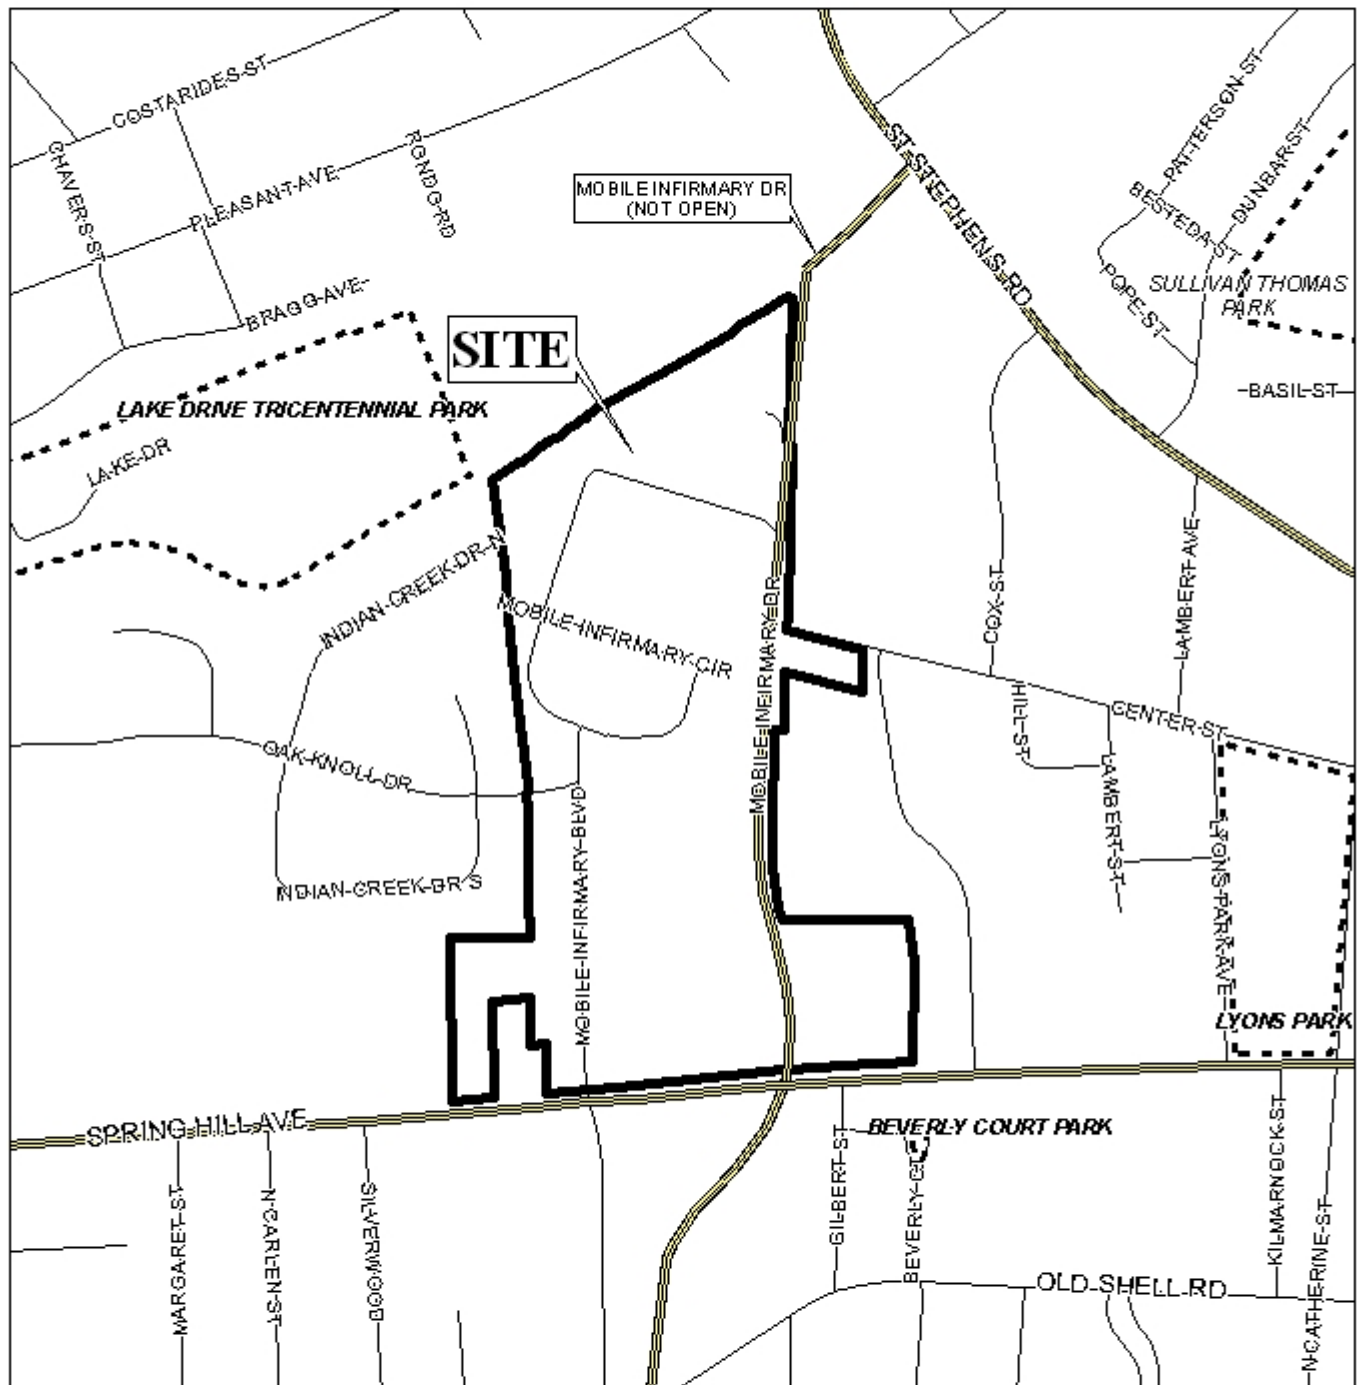 COSTARIDES ST
CHAVERS ST
PLEASANT AVE
RONDO RD
BRAGG AVE
MOBILE INFIRMARY DR
(NOT OPEN)
ST STEPHENS RD
PATTERSON ST
DUNBAR ST
BESTEDA ST
POPE ST
SULLIVAN THOMAS
PARK
BASIL ST
SITE
LAKE DRIVE TRICENTENNIAL PARK
LAKE DR
INDIAN CREEK DR N
MOBILE INFIRMARY CIR
MOBILE INFIRMARY DR
COX ST
LAMBERT AVE
HILL ST
CENTER ST
OAK KNOLL DR
LAMBERT ST
LYONS PARK AVE
INDIAN CREEK DR S
MOBILE INFIRMARY BLVD
LYONS PARK
SPRING HILL AVE
BEVERLY COURT PARK
MARGARET ST
N CARLEN ST
SILVERWOOD
GILBERT ST
BEVERLY CT
KILMARNOCK ST
N CATHERINE ST
OLD SHELL RD